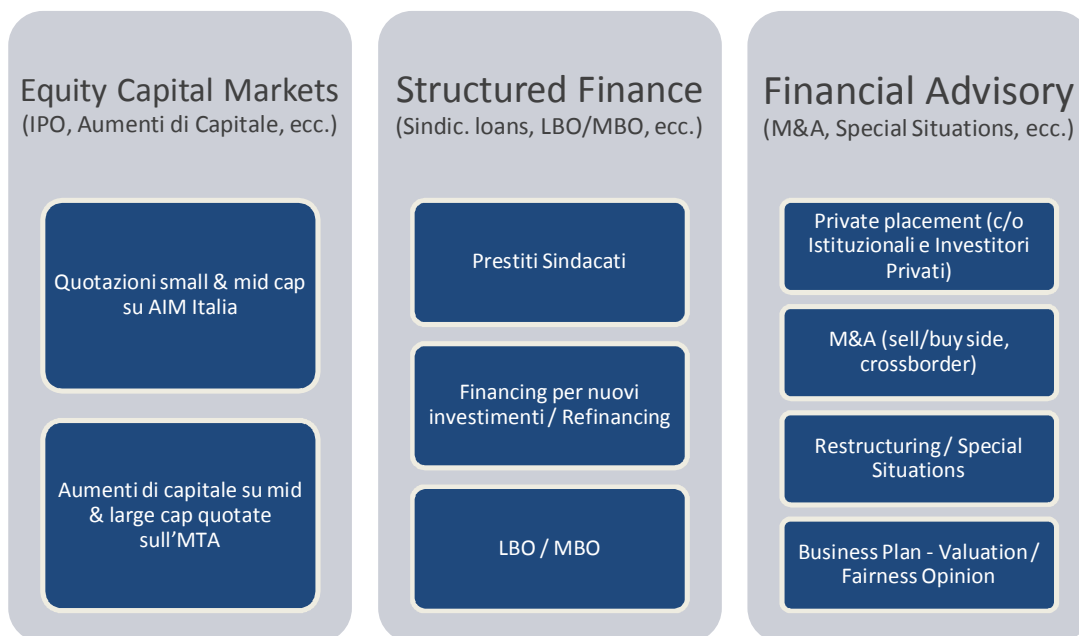 Equity Capital Markets
(IPO, Aumenti di Capitale, ecc.)
Quotazioni small & mid cap
su AIM Italia
Aumenti di capitale su mid
& large cap quotate
sull’MTA
Structured Finance
(Sindic. loans, LBO/MBO, ecc.)
Prestiti Sindacati
Financing per nuovi
investimenti / Refinancing
LBO / MBO
Financial Advisory
(M&A, Special Situations, ecc.)
Private placement (c/o
Istituzionali e Investitori
Privati)
M&A (sell/buy side,
crossborder)
Restructuring / Special
Situations
Business Plan - Valuation /
Fairness Opinion